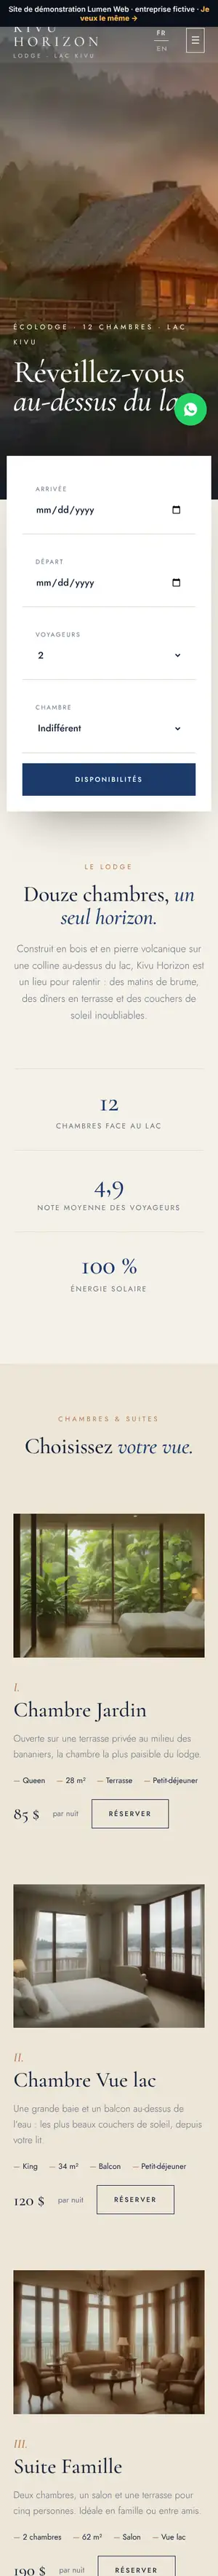 Site de démonstration Lumen Web · entreprise fictive · Je
veux le même →
KIVU
HORIZON
LODGE · LAC KIVU
FR
EN
ÉCOLODGE · 12 CHAMBRES · LAC
KIVU
Réveillez-vous
au-dessus du la
ARRIVÉE
mm/dd/yyyy
DÉPART
mm/dd/yyyy
VOYAGEURS
2
CHAMBRE
Indifférent
DISPONIBILITÉS
LE LODGE
Douze chambres, un
seul horizon.
Construit en bois et en pierre volcanique sur
une colline au-dessus du lac, Kivu Horizon est
un lieu pour ralentir : des matins de brume,
des dîners en terrasse et des couchers de
soleil inoubliables.
12
CHAMBRES FACE AU LAC
4,9
NOTE MOYENNE DES VOYAGEURS
100 %
ÉNERGIE SOLAIRE
CHAMBRES & SUITES
Choisissez votre vue.
I.
Chambre Jardin
Ouverte sur une terrasse privée au milieu des
bananiers, la chambre la plus paisible du lodge.
— Queen — 28 m² — Terrasse — Petit-déjeuner
85 $ par nuit RÉSERVER
II.
Chambre Vue lac
Une grande baie et un balcon au-dessus de
l'eau : les plus beaux couchers de soleil, depuis
votre lit.
— King — 34 m² — Balcon — Petit-déjeuner
120 $ par nuit RÉSERVER
III.
Suite Famille
Deux chambres, un salon et une terrasse pour
cinq personnes. Idéale en famille ou entre amis.
— 2 chambres — 62 m² — Salon — Vue lac
190 $ par nuit RÉSERVER